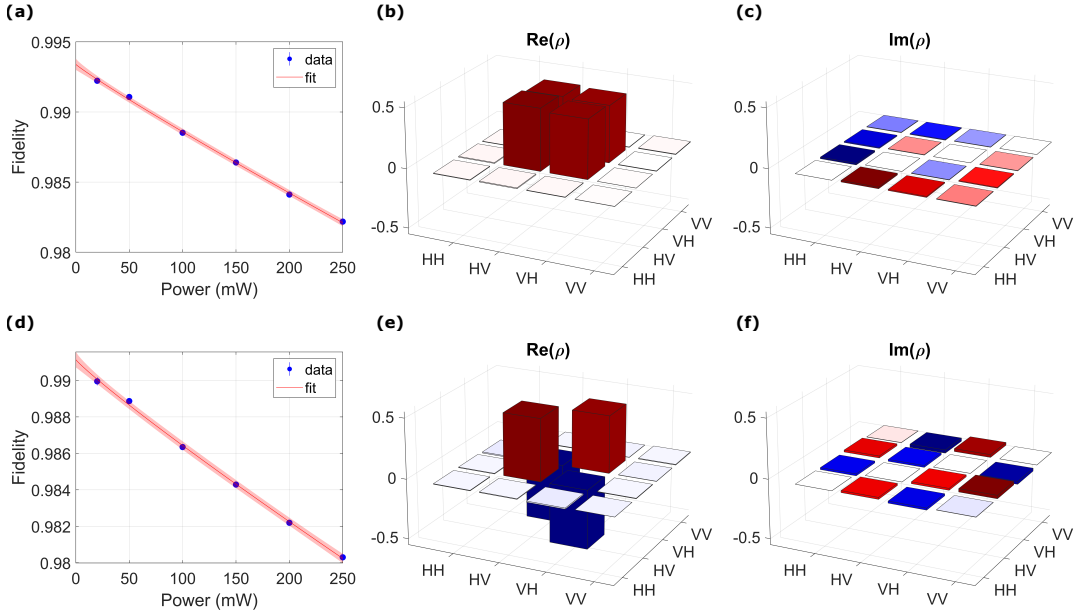 (a)
0.995
0.99
0.985
0.98
Fidelity
0 50 100 150 200 250
Power (mW)
data
fit
(b)
Re(ρ)
0.5
0
-0.5
HH HV VH VV
HH HV VH VV
(c)
Im(ρ)
0.5
0
-0.5
HH HV VH VV
HH HV VH VV
(d)
0.99
0.988
0.986
0.984
0.982
0.98
Fidelity
0 50 100 150 200 250
Power (mW)
data
fit
(e)
Re(ρ)
0.5
0
-0.5
HH HV VH VV
HH HV VH VV
(f)
Im(ρ)
0.5
0
-0.5
HH HV VH VV
HH HV VH VV